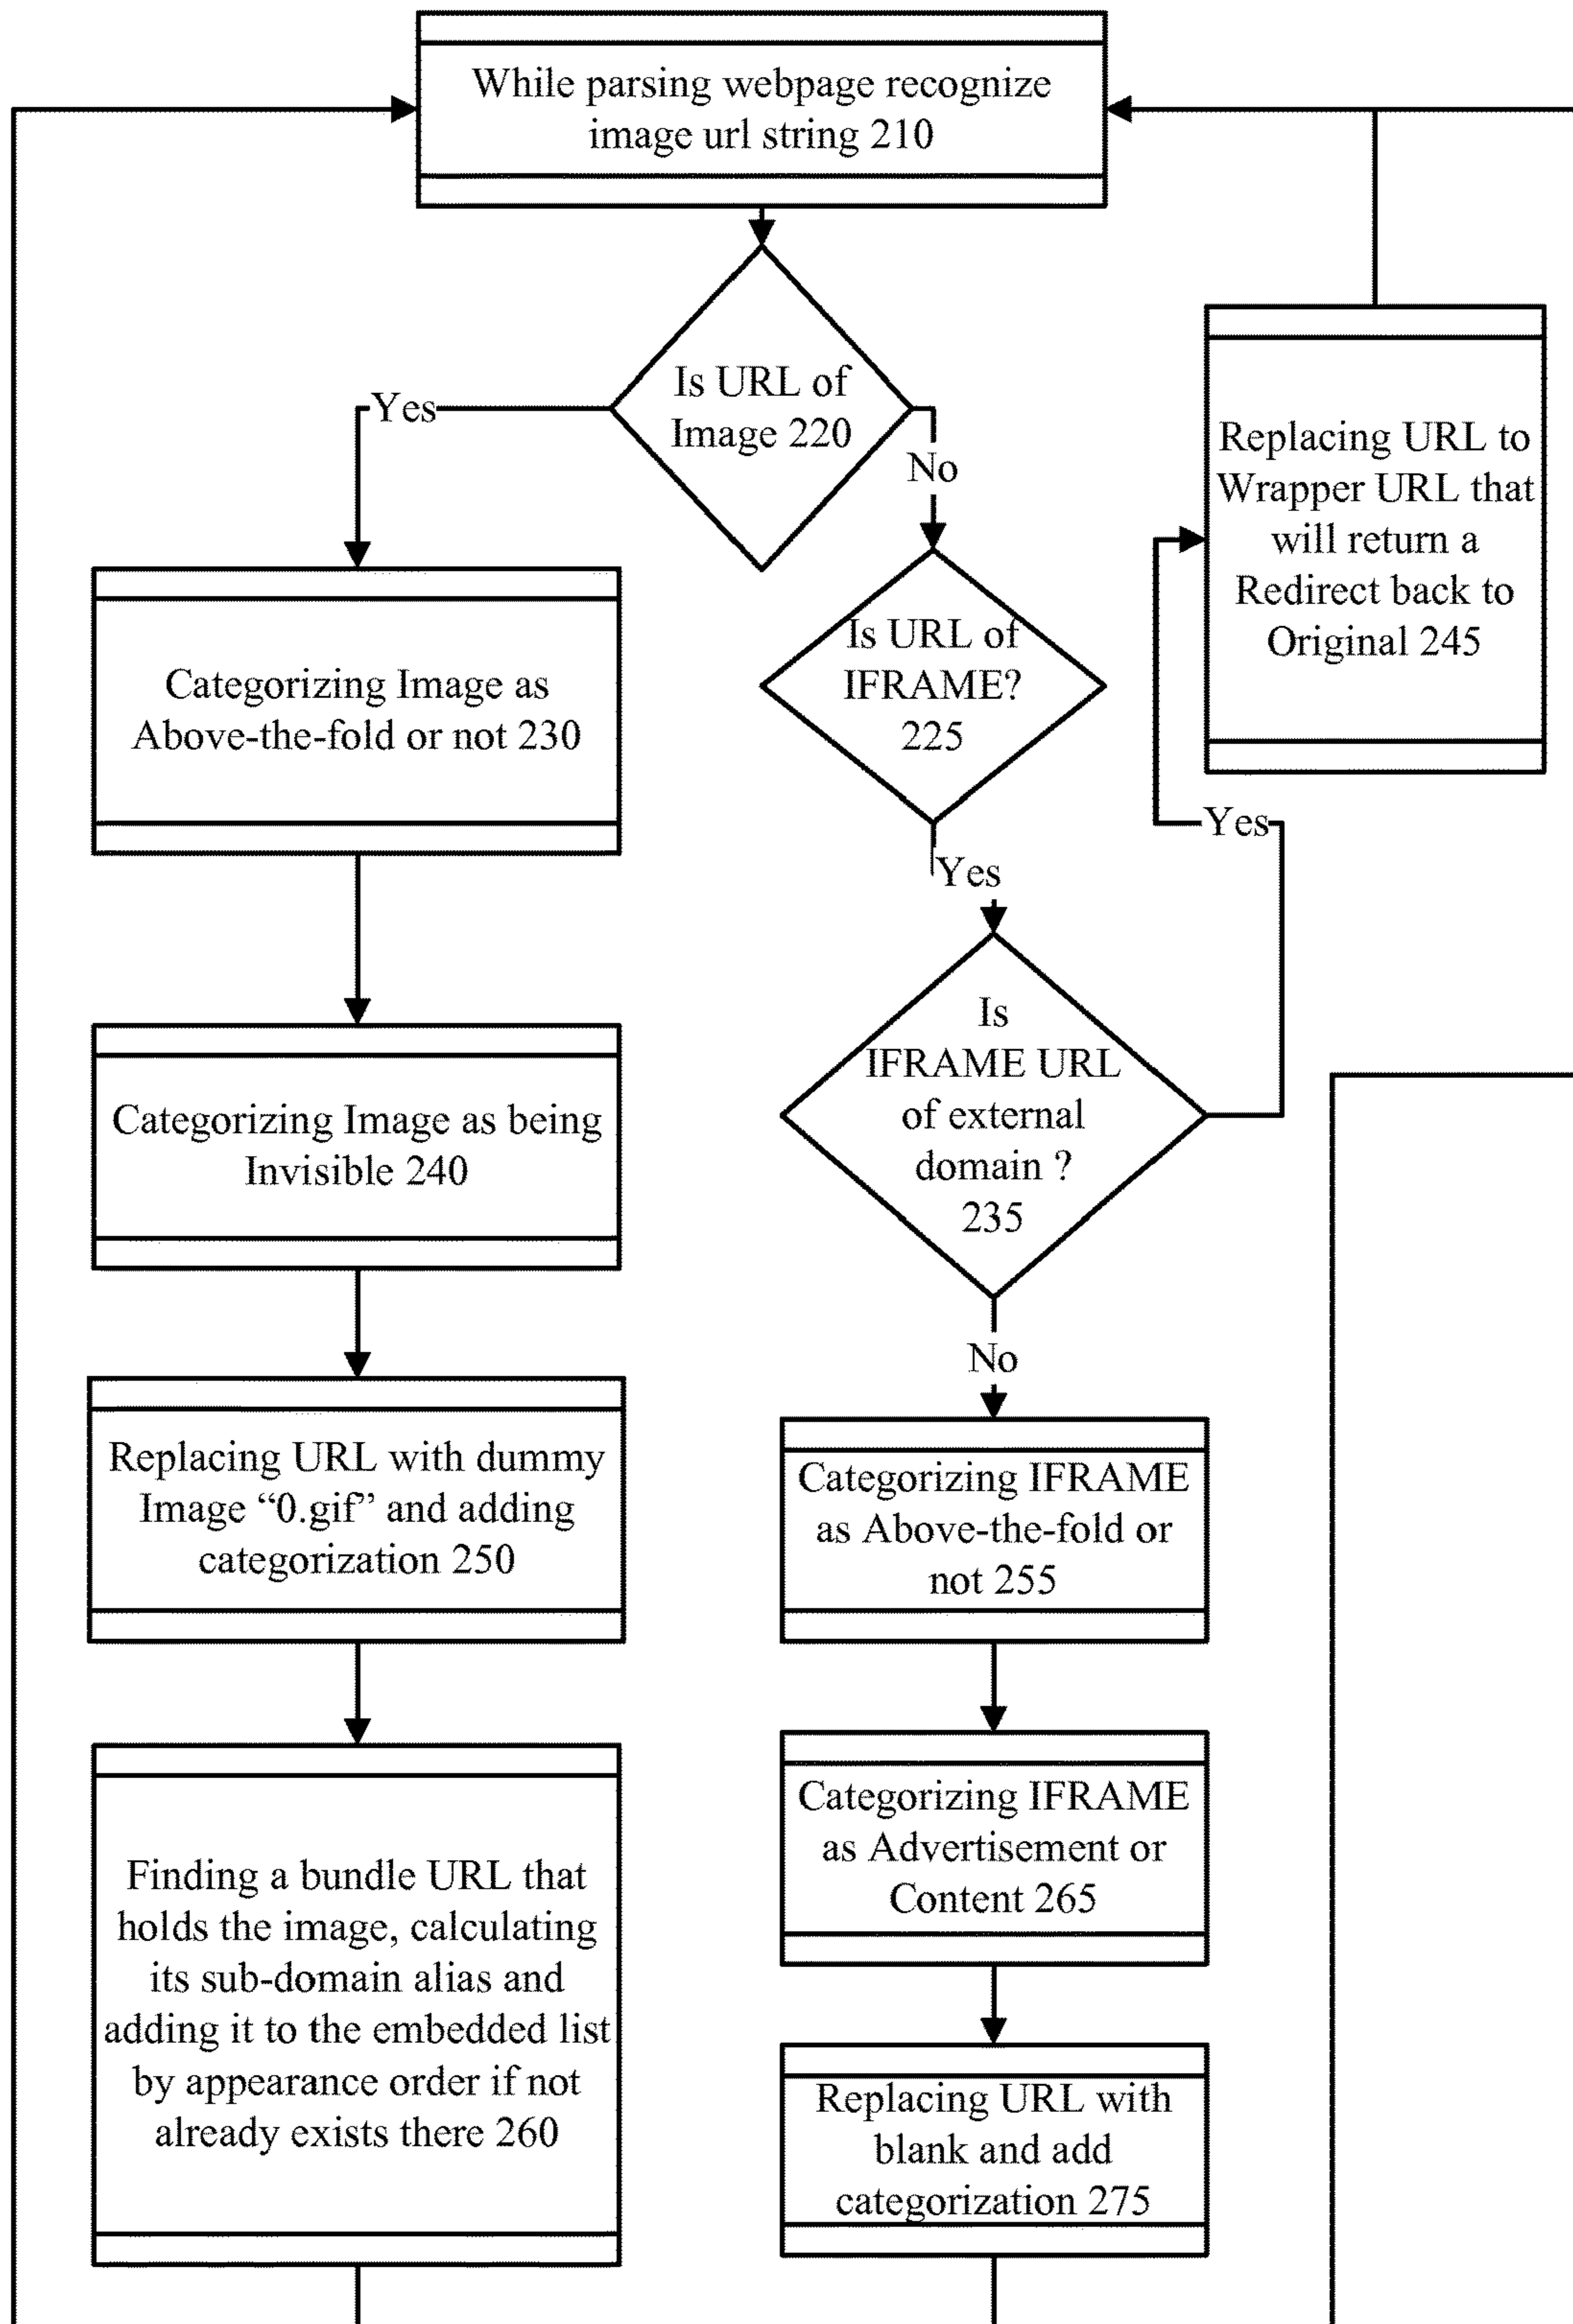 While parsing webpage recognize
image url string 210
Is URL of
Image 220
Yes
No
Replacing URL to
Wrapper URL that
will return a
Redirect back to
Original 245
Categorizing Image as
Above-the-fold or not 230
Is URL of
IFRAME?
225
Yes
Yes
Is
IFRAME URL
of external
domain ?
235
Categorizing Image as being
Invisible 240
No
Replacing URL with dummy
Image “0.gif” and adding
categorization 250
Categorizing IFRAME
as Above-the-fold or
not 255
Finding a bundle URL that
holds the image, calculating
its sub-domain alias and
adding it to the embedded list
by appearance order if not
already exists there 260
Categorizing IFRAME
as Advertisement or
Content 265
Replacing URL with
blank and add
categorization 275